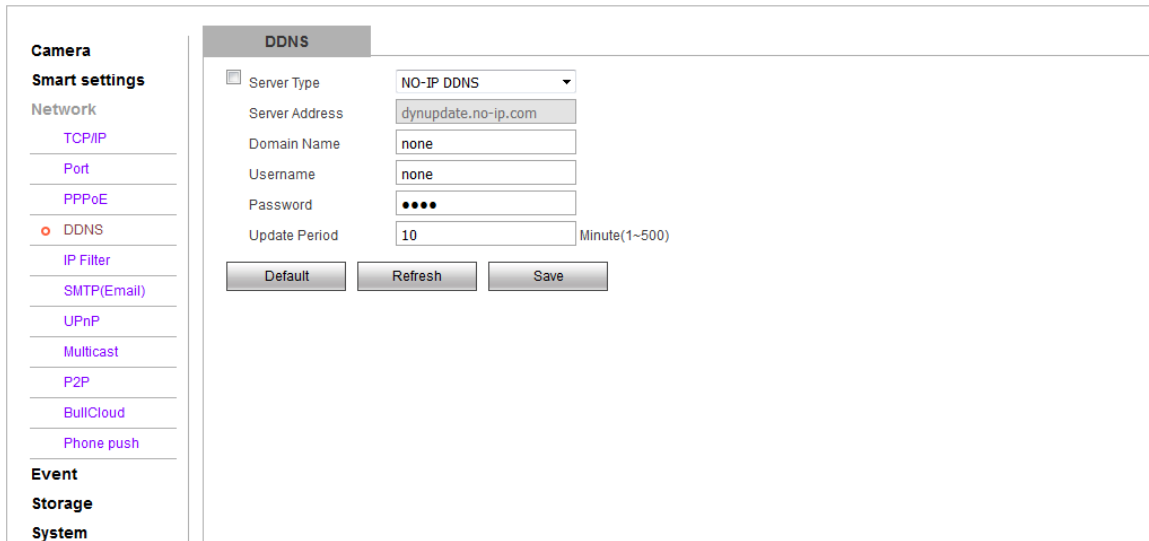 Camera
Smart settings
Network
TCP/IP
Port
PPPoE
DDNS
IP Filter
SMTP(Email)
UPnP
Multicast
P2P
BullCloud
Phone push
Event
Storage
System
DDNS
Server Type NO-IP DDNS
Server Address dynupdate.no-ip.com
Domain Name none
Username none
Password ●●●●
Update Period 10 Minute(1~500)
Default Refresh Save